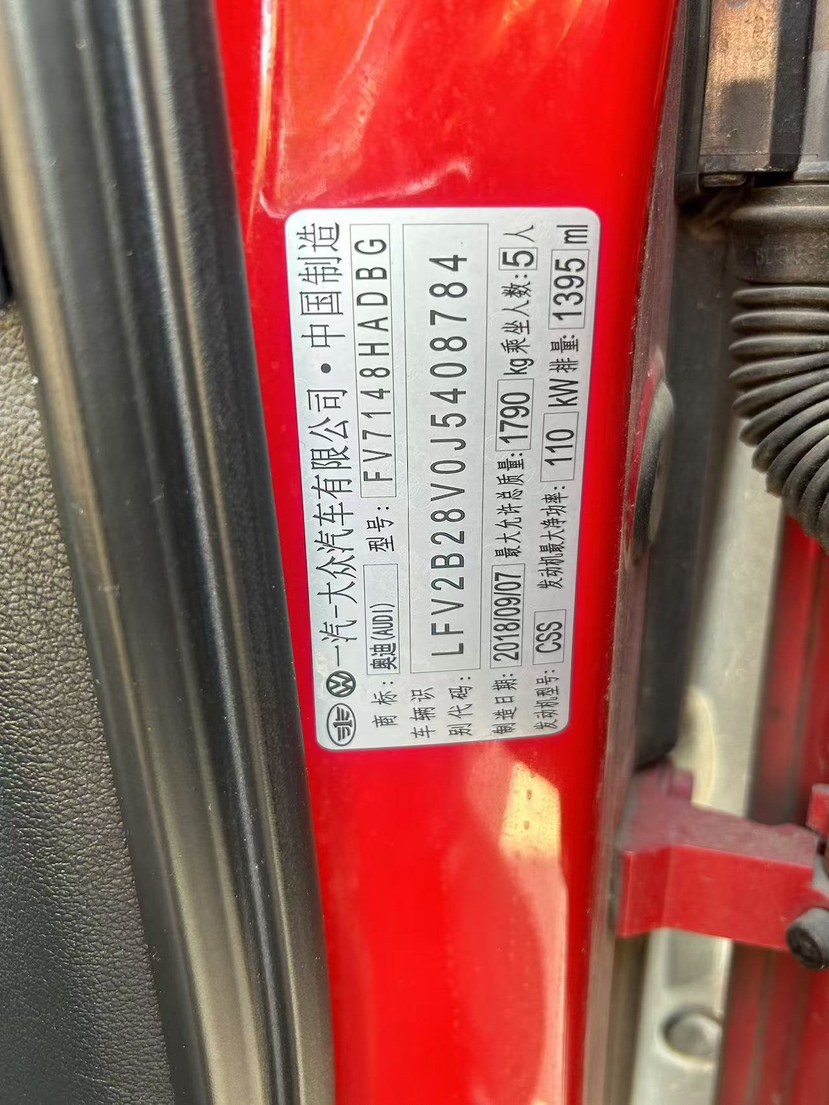 一汽-大众汽车有限公司·中国制造
商标: 奥迪(AUDI) 型号: FV7148HADBG
车辆识别代码: LFV2B28V0J5408784
制造日期: 2018/09/07 最大允许总质量: 1790 kg 乘坐人数: 5 人
发动机型号: CSS 发动机最大净功率: 110 kW 排量: 1395 ml